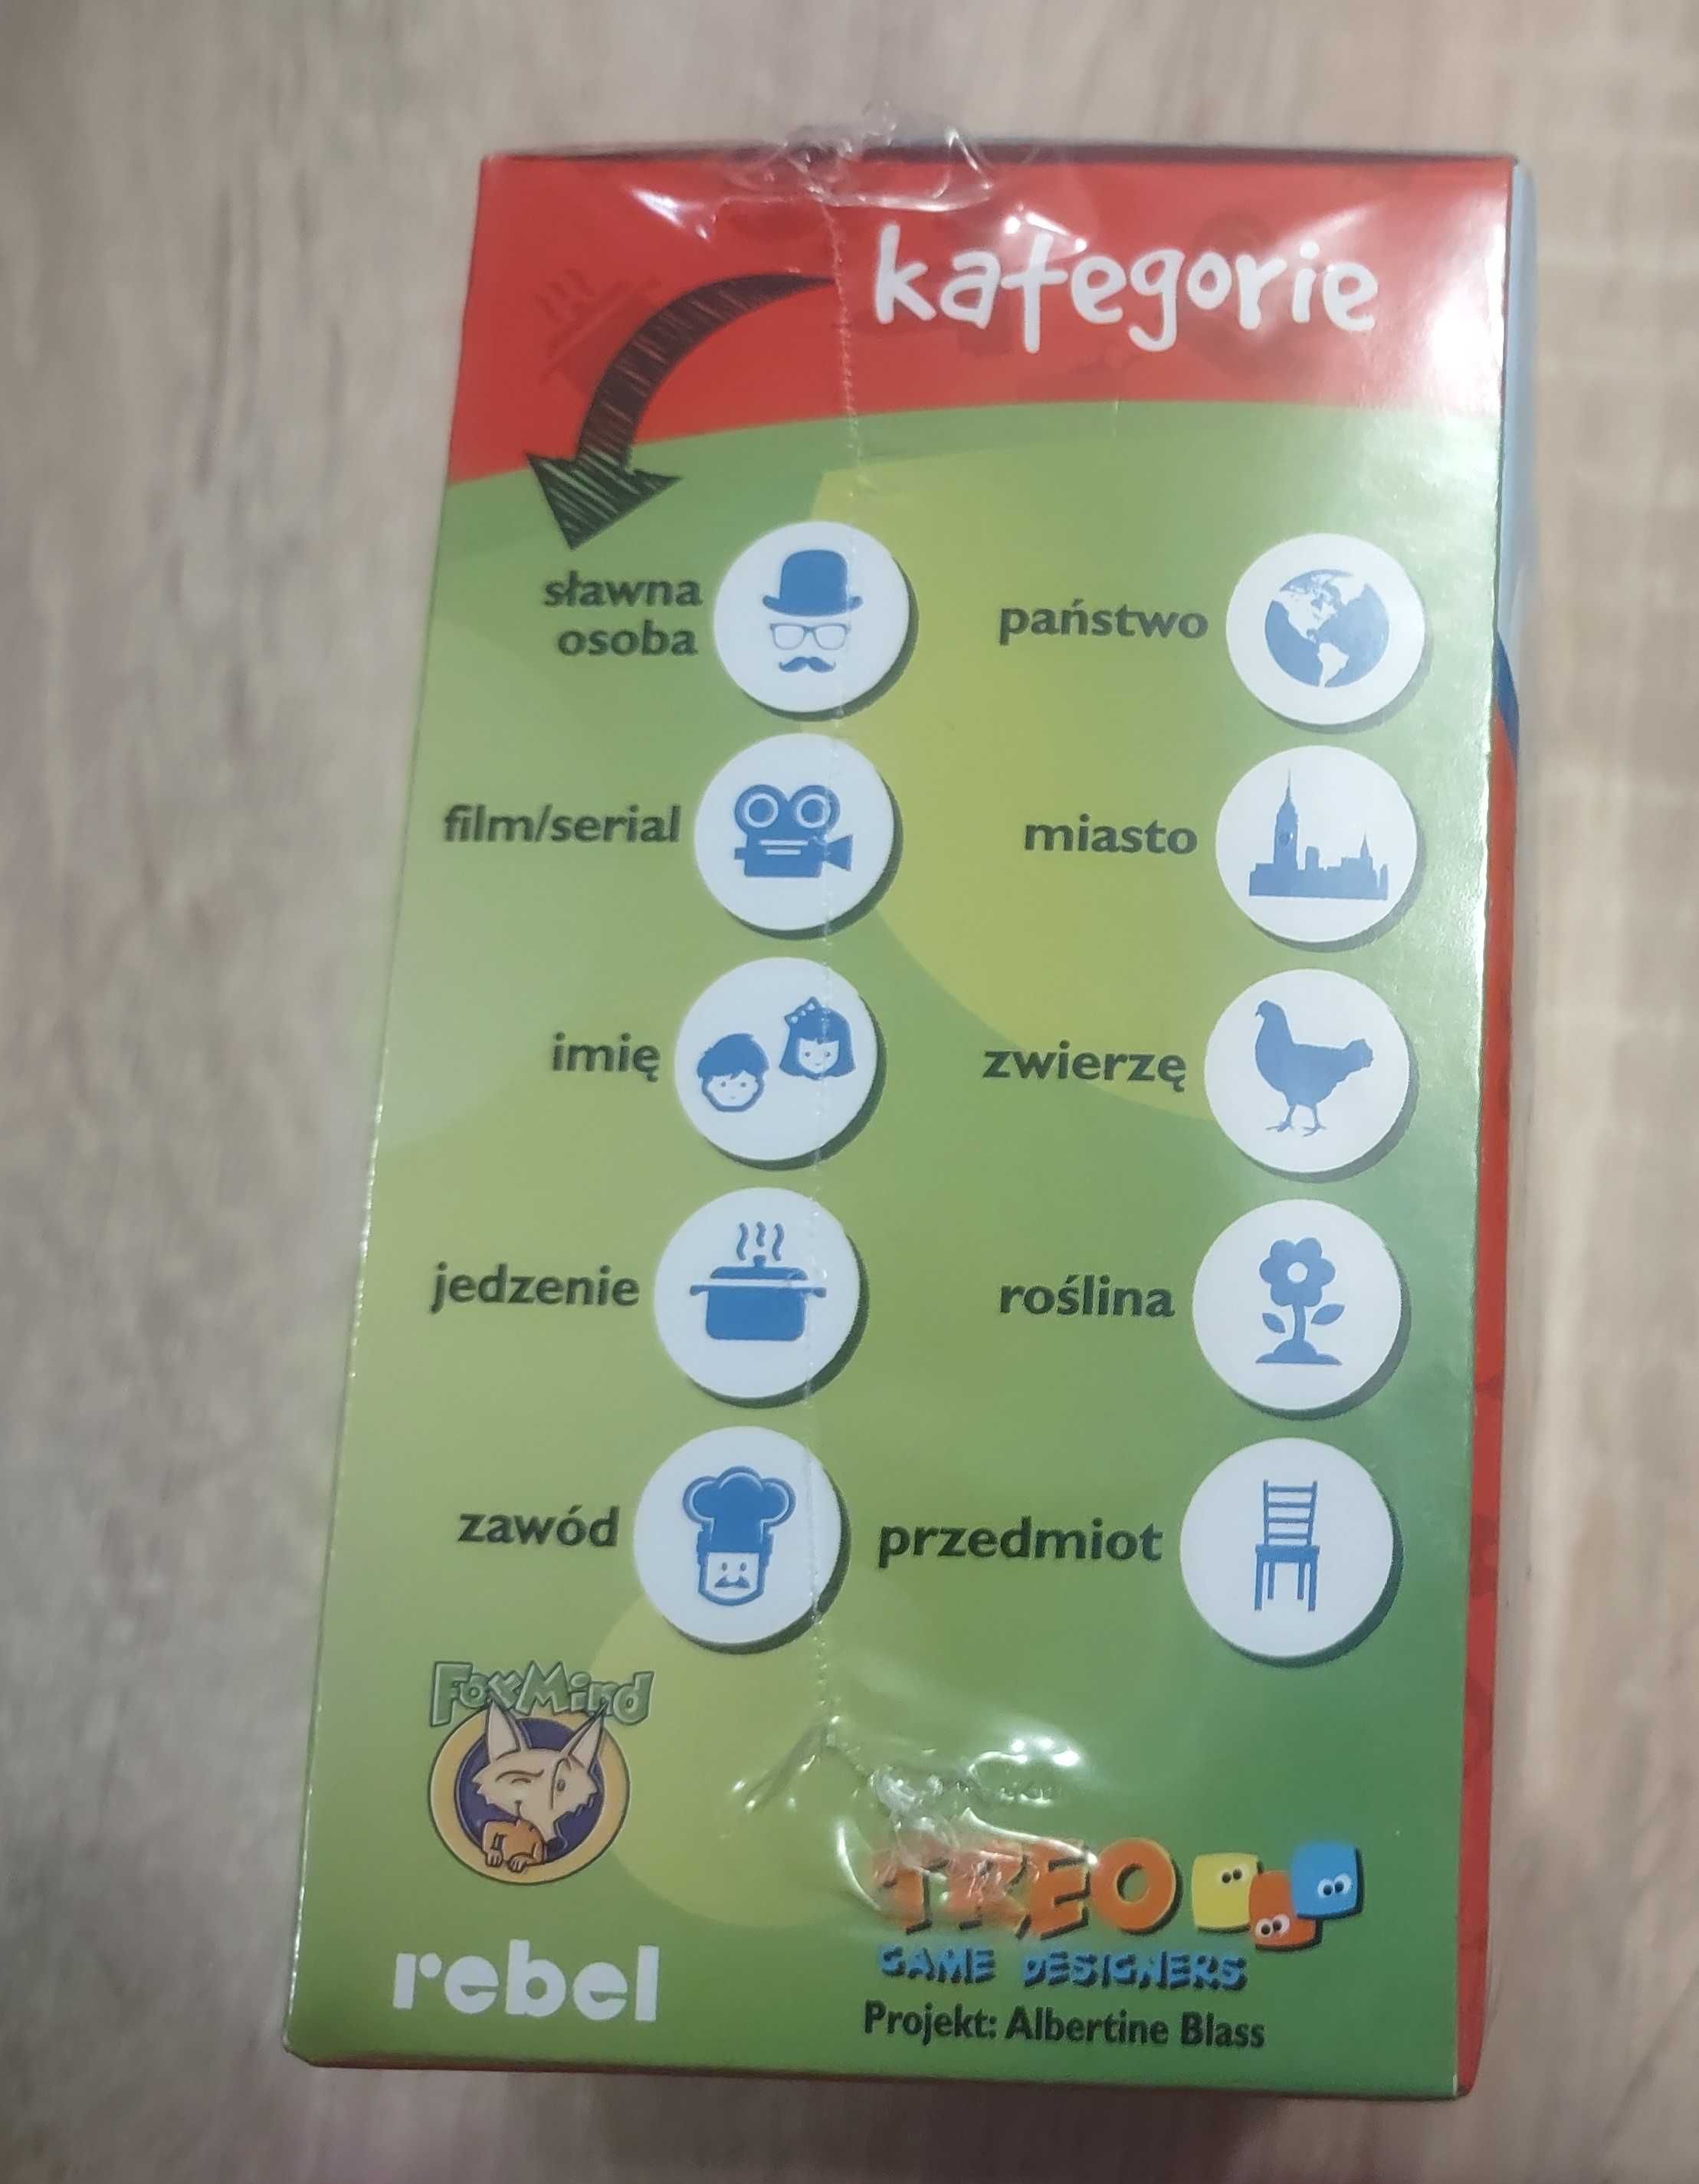 kategorie
sławna
osoba
państwo
film/serial
miasto
imię
zwierzę
jedzenie
roślina
zawód
przedmiot
FoxMind
TREO
GAME DESIGNERS
rebel
Projekt: Albertine Blass